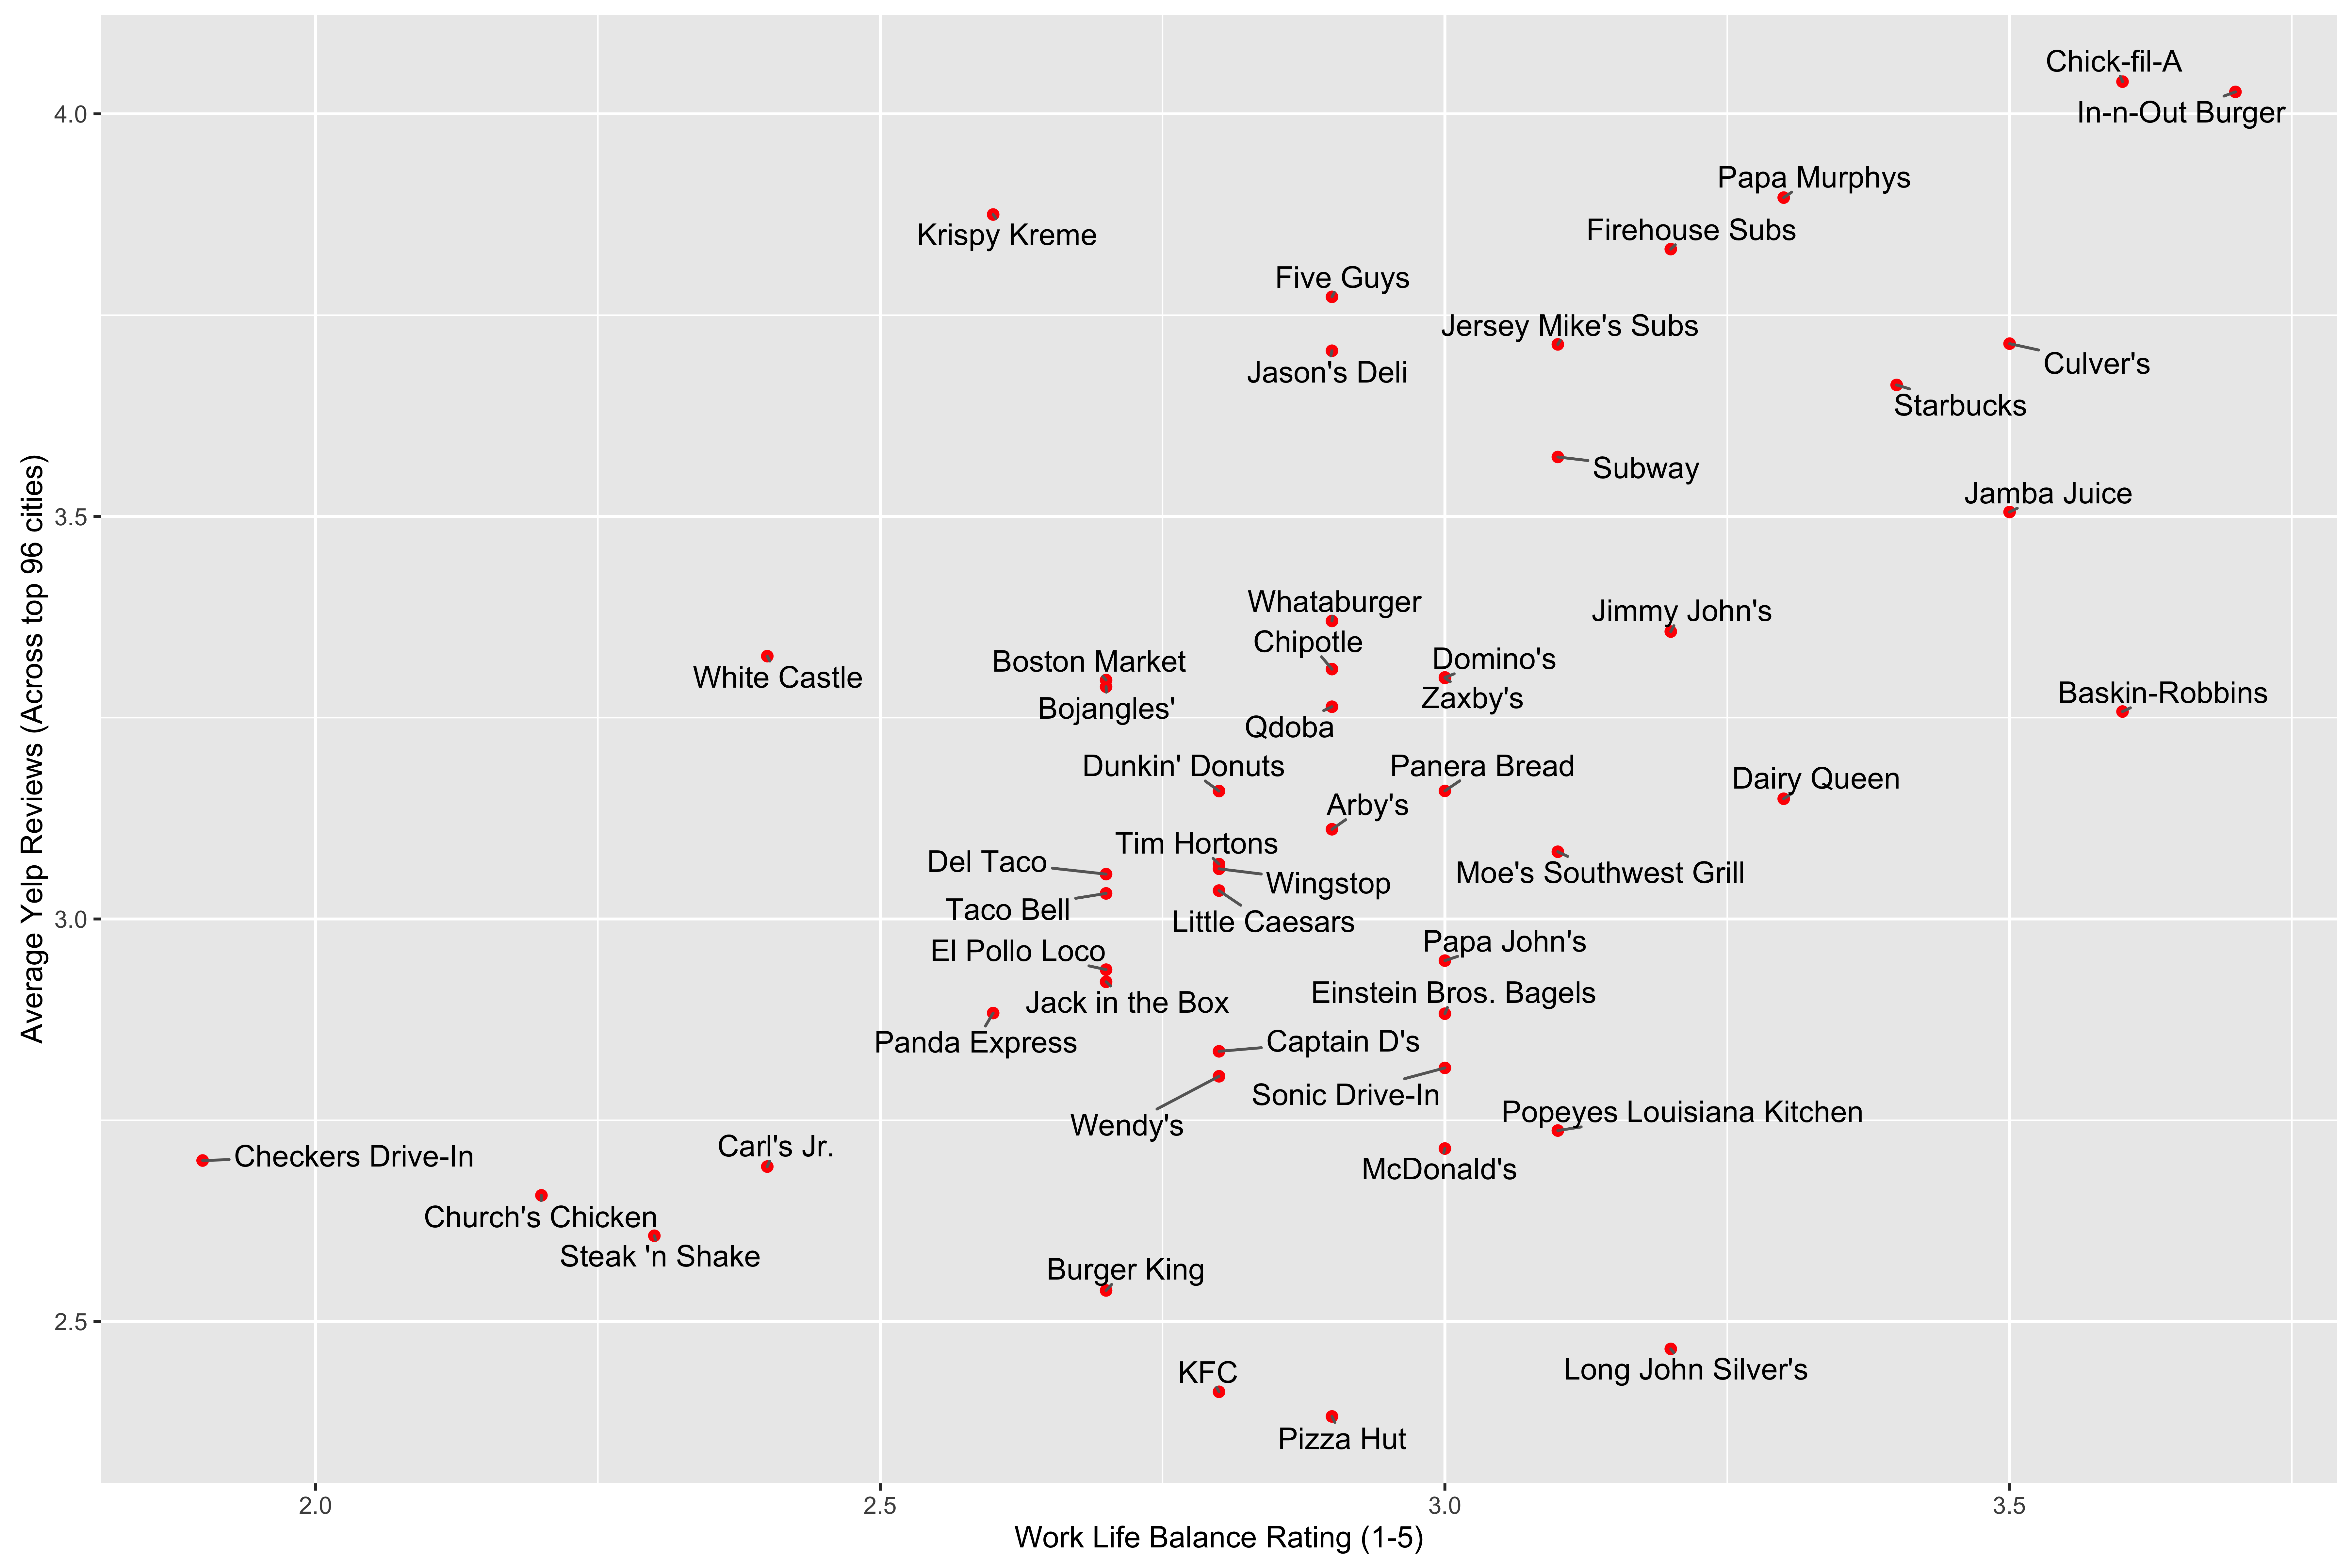 Chick-fil-A
4.0
In-n-Out Burger
Papa Murphys
Krispy Kreme
Firehouse Subs
Five Guys
Jersey Mike's Subs
Jason's Deli
Culver's
Starbucks
Subway
Jamba Juice
3.5
Whataburger
Jimmy John's
Chipotle
Boston Market
Domino's
White Castle
Zaxby's
Baskin-Robbins
Bojangles'
Qdoba
Dunkin' Donuts
Panera Bread
Dairy Queen
Arby's
Tim Hortons
Del Taco
Moe's Southwest Grill
Wingstop
Taco Bell
Little Caesars
3.0
Papa John's
El Pollo Loco
Einstein Bros. Bagels
Jack in the Box
Panda Express
Captain D's
Sonic Drive-In
Popeyes Louisiana Kitchen
Wendy's
Carl's Jr.
Checkers Drive-In
McDonald's
Church's Chicken
Steak 'n Shake
Burger King
2.5
Long John Silver's
KFC
Pizza Hut
2.0
2.5
3.0
3.5
Work Life Balance Rating (1-5)
Average Yelp Reviews (Across top 96 cities)